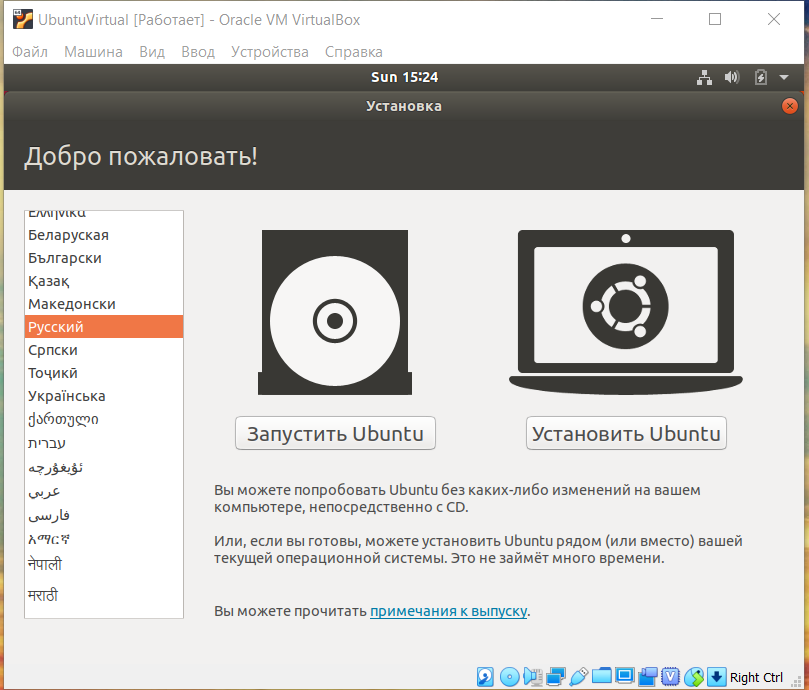 UbuntuVirtual [Работает] - Oracle VM VirtualBox
Файл Машина Вид Ввод Устройства Справка
Sun 15:24
Установка
Добро пожаловать!
Ελληνικά
Беларуская
Български
Қазақ
Македонски
Русский
Српски
Тоҷикӣ
Українська
ქართული
עברית
ئۇيغۇرچە
عربي
فارسی
አማርኛ
नेपाली
मराठी
Запустить Ubuntu
Установить Ubuntu
Вы можете попробовать Ubuntu без каких-либо изменений на вашем
компьютере, непосредственно с CD.
Или, если вы готовы, можете установить Ubuntu рядом (или вместо) вашей
текущей операционной системы. Это не займёт много времени.
Вы можете прочитать примечания к выпуску.
Right Ctrl